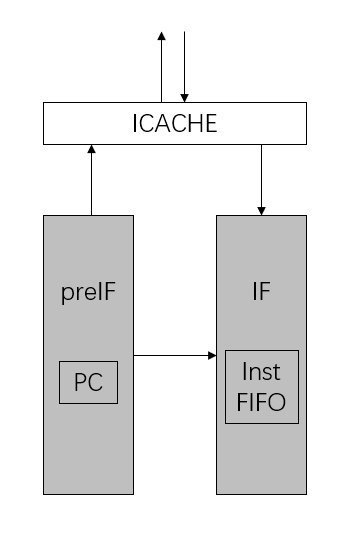 ICACHE
preIF
IF
PC
Inst
FIFO